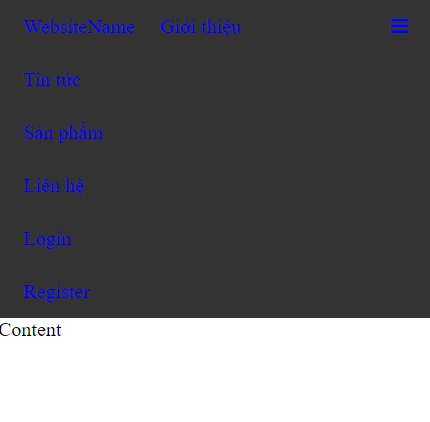 WebsiteName Giới thiệu
Tin tức
Sản phẩm
Liên hệ
Login
Register
Content